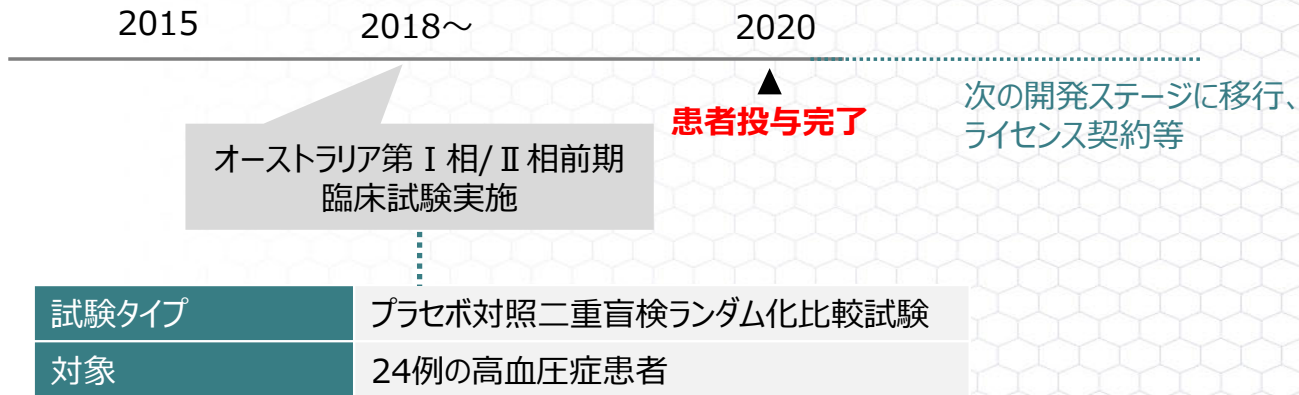 2015 2018～ 2020
患者投与完了
次の開発ステージに移行、
ライセンス契約等
オーストラリア第Ⅰ相/Ⅱ相前期
臨床試験実施
試験タイプ プラセボ対照二重盲検ランダム化比較試験
対象 24例の高血圧症患者